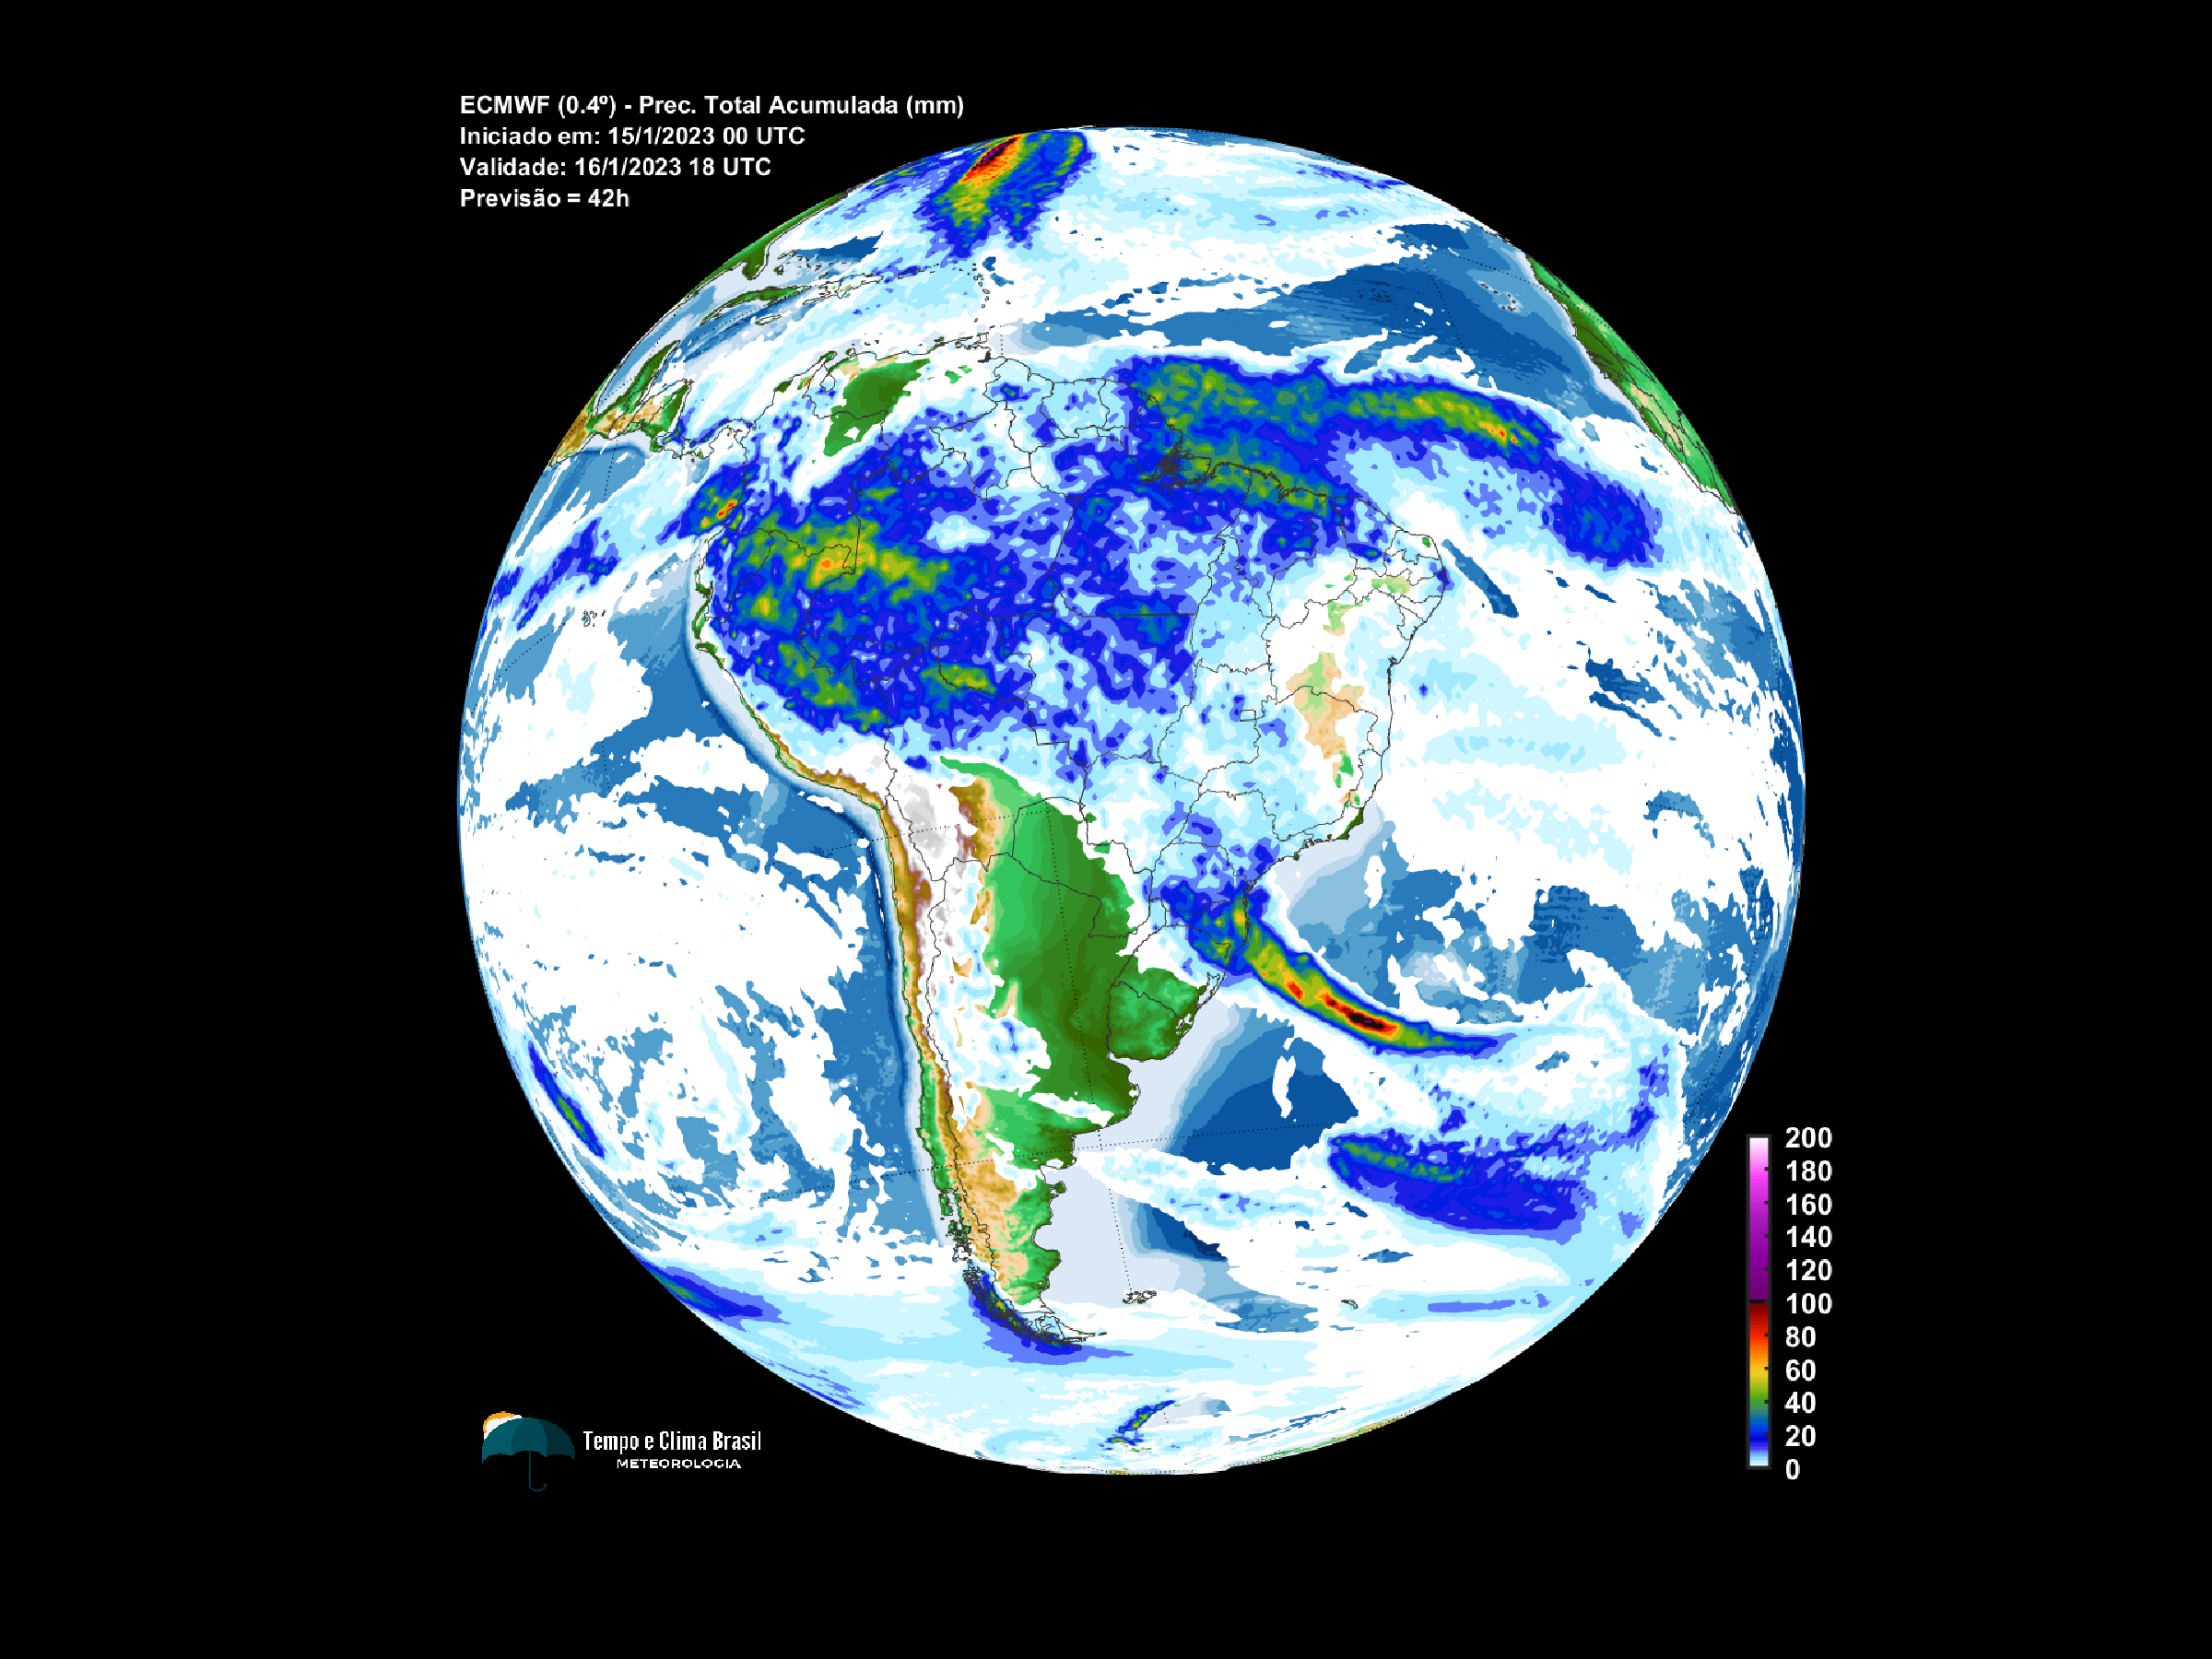 ECMWF (0.4º) - Prec. Total Acumulada (mm)
Iniciado em: 15/1/2023 00 UTC
Validade: 16/1/2023 18 UTC
Previsão = 42h
200
180
160
140
120
100
80
60
40
20
0
Tempo e Clima Brasil
METEOROLOGIA